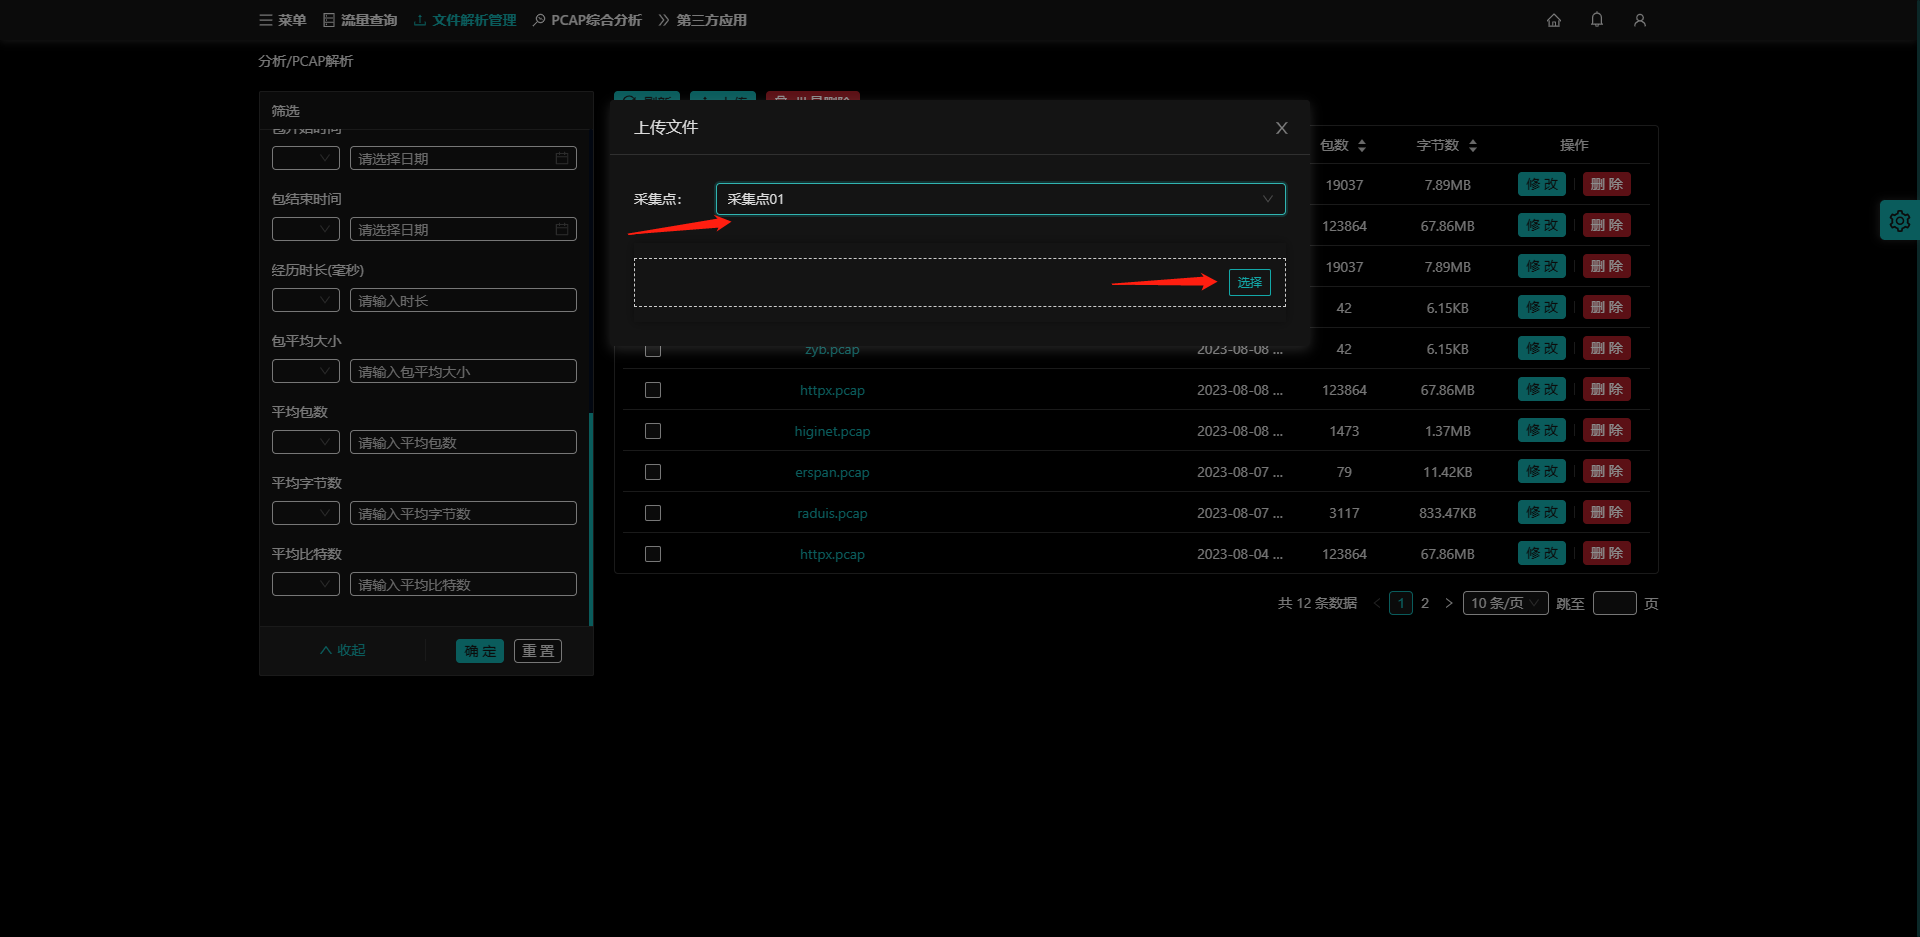 菜单 流量查询 文件解析管理 PCAP综合分析 第三方应用
分析/PCAP解析
筛选
包开始时间
请选择日期
包结束时间
请选择日期
经历时长(毫秒)
请输入时长
包平均大小
请输入包平均大小
平均包数
请输入平均包数
平均字节数
请输入平均字节数
平均比特数
请输入平均比特数
收起 确 定 重 置
刷新 上传 批量删除
上传文件
采集点: 采集点01
选择
包数 字节数 操作
19037 7.89MB 修 改 删 除
123864 67.86MB 修 改 删 除
19037 7.89MB 修 改 删 除
42 6.15KB 修 改 删 除
zyb.pcap 2023-08-08 ... 42 6.15KB 修 改 删 除
httpx.pcap 2023-08-08 ... 123864 67.86MB 修 改 删 除
higinet.pcap 2023-08-08 ... 1473 1.37MB 修 改 删 除
erspan.pcap 2023-08-07 ... 79 11.42KB 修 改 删 除
raduis.pcap 2023-08-07 ... 3117 833.47KB 修 改 删 除
httpx.pcap 2023-08-04 ... 123864 67.86MB 修 改 删 除
共 12 条数据 < 1 2 > 10 条/页 跳至 页